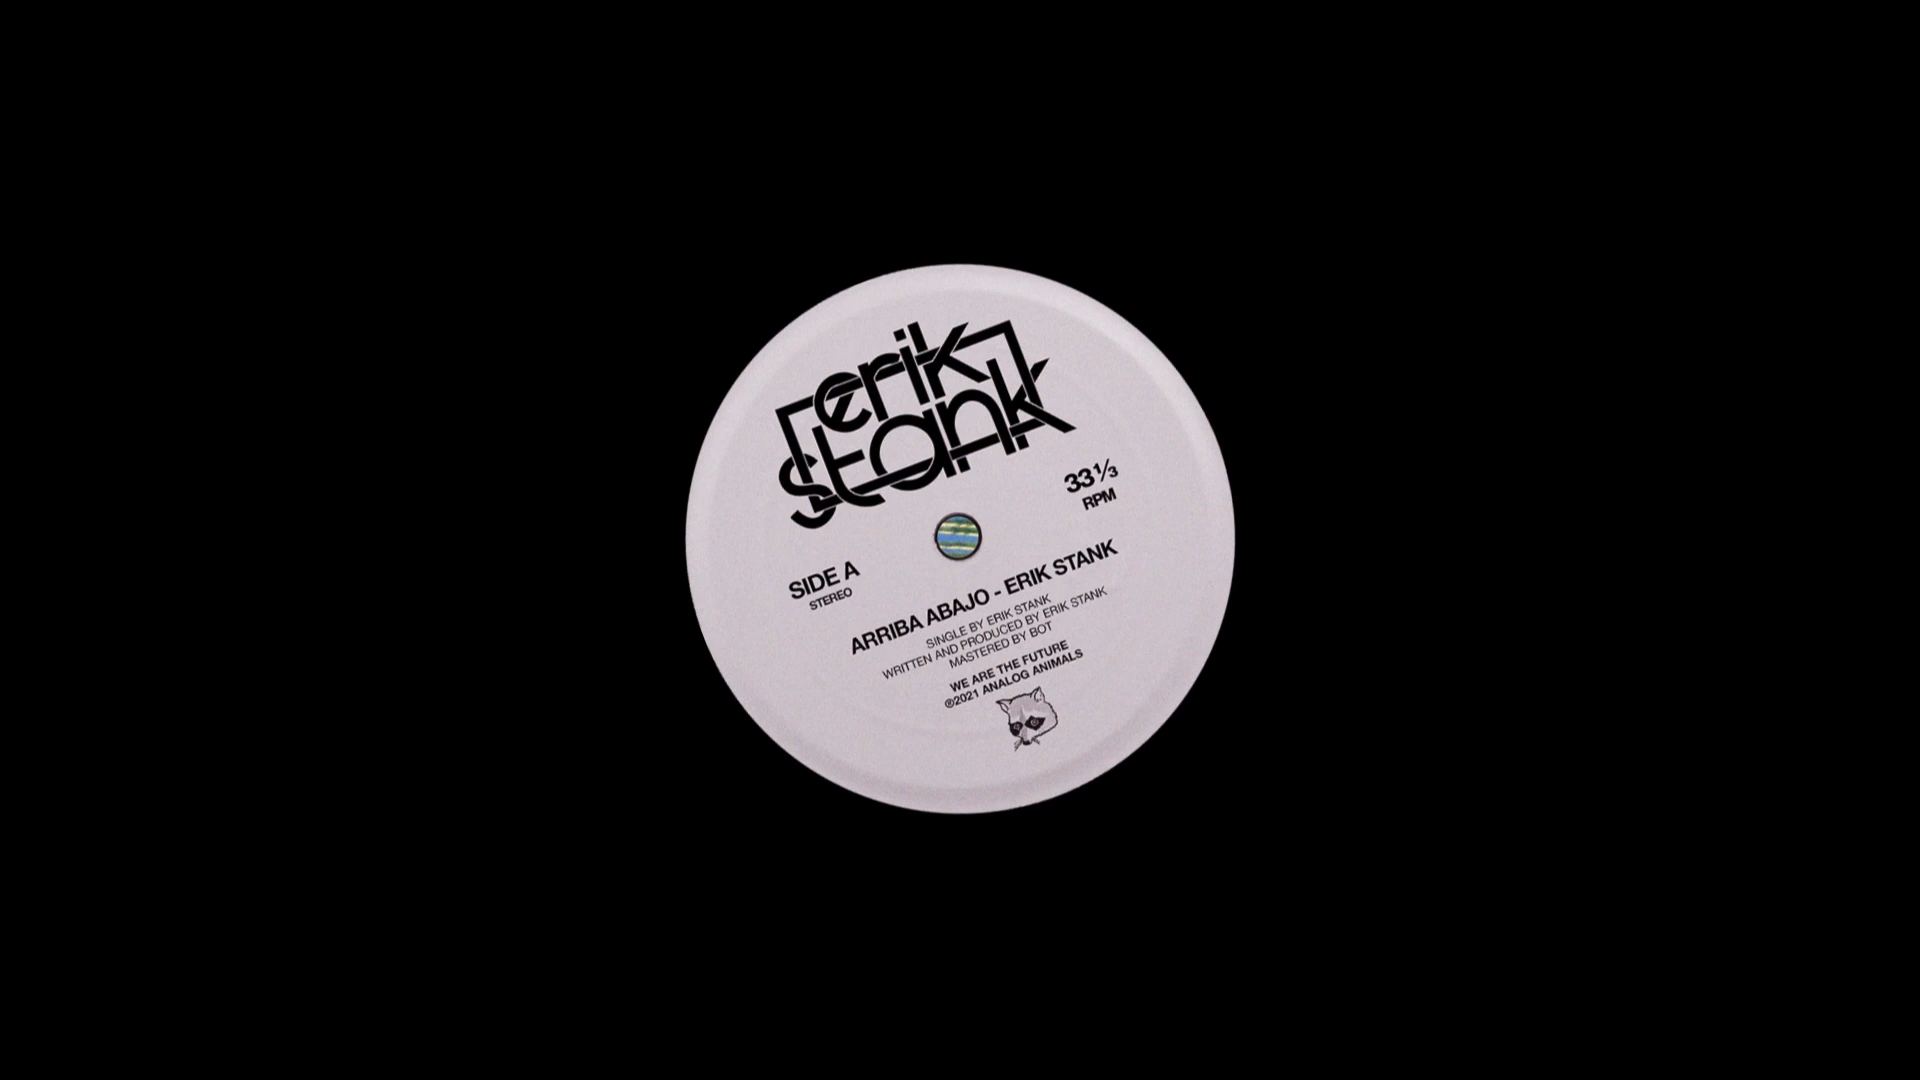 erik
stank
33⅓
RPM
SIDE A
STEREO
ARRIBA ABAJO - ERIK STANK
SINGLE BY ERIK STANK
WRITTEN AND PRODUCED BY ERIK STANK
MASTERED BY BOT
WE ARE THE FUTURE
℗2021 ANALOG ANIMALS